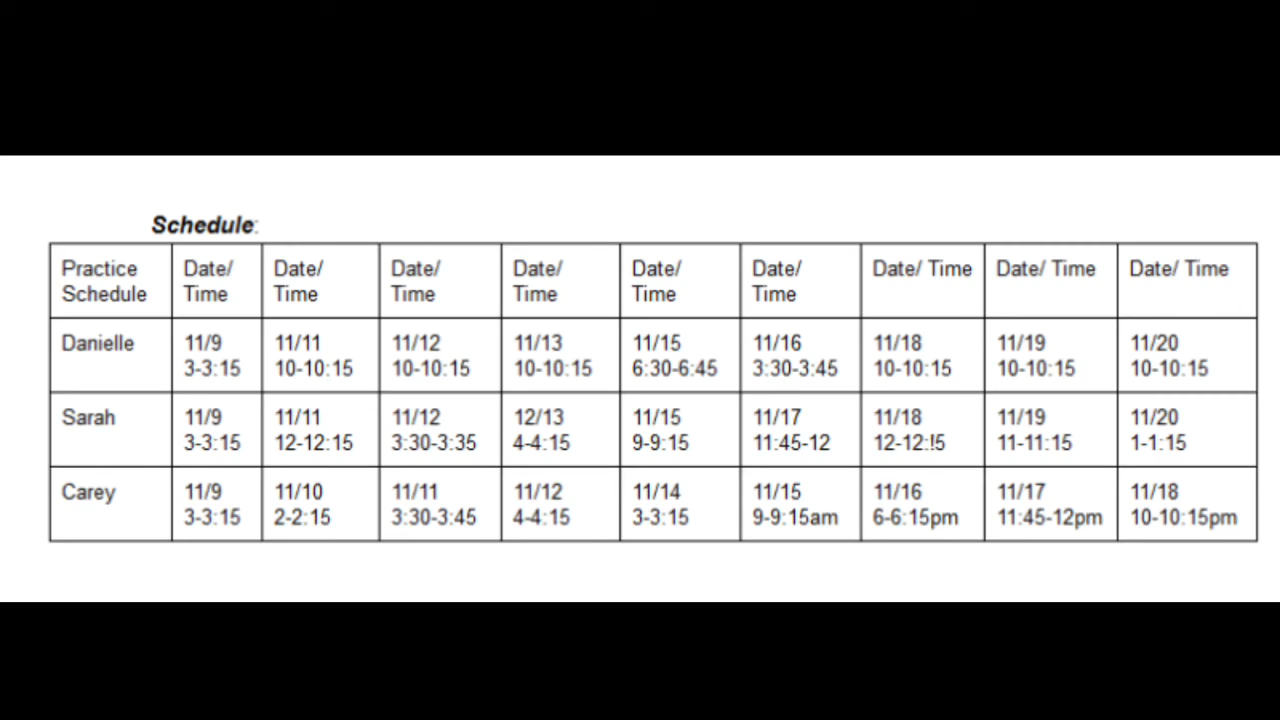 Schedule:
Practice Schedule Date/ Time Date/ Time Date/ Time Date/ Time Date/ Time Date/ Time Date/ Time Date/ Time Date/ Time
Danielle 11/9 3-3:15 11/11 10-10:15 11/12 10-10:15 11/13 10-10:15 11/15 6:30-6:45 11/16 3:30-3:45 11/18 10-10:15 11/19 10-10:15 11/20 10-10:15
Sarah 11/9 3-3:15 11/11 12-12:15 11/12 3:30-3:35 12/13 4-4:15 11/15 9-9:15 11/17 11:45-12 11/18 12-12:!5 11/19 11-11:15 11/20 1-1:15
Carey 11/9 3-3:15 11/10 2-2:15 11/11 3:30-3:45 11/12 4-4:15 11/14 3-3:15 11/15 9-9:15am 11/16 6-6:15pm 11/17 11:45-12pm 11/18 10-10:15pm